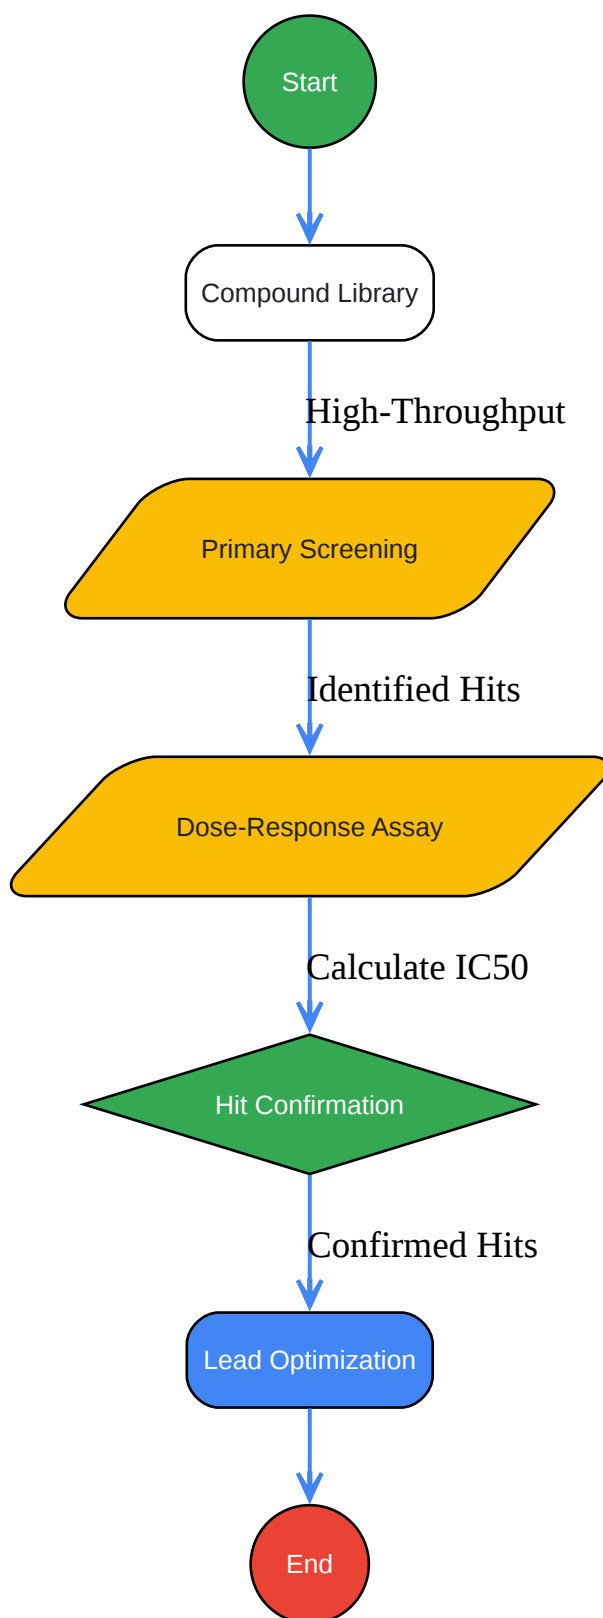 Start
Compound Library
High-Throughput
Primary Screening
Identified Hits
Dose-Response Assay
Calculate IC50
Hit Confirmation
Confirmed Hits
Lead Optimization
End